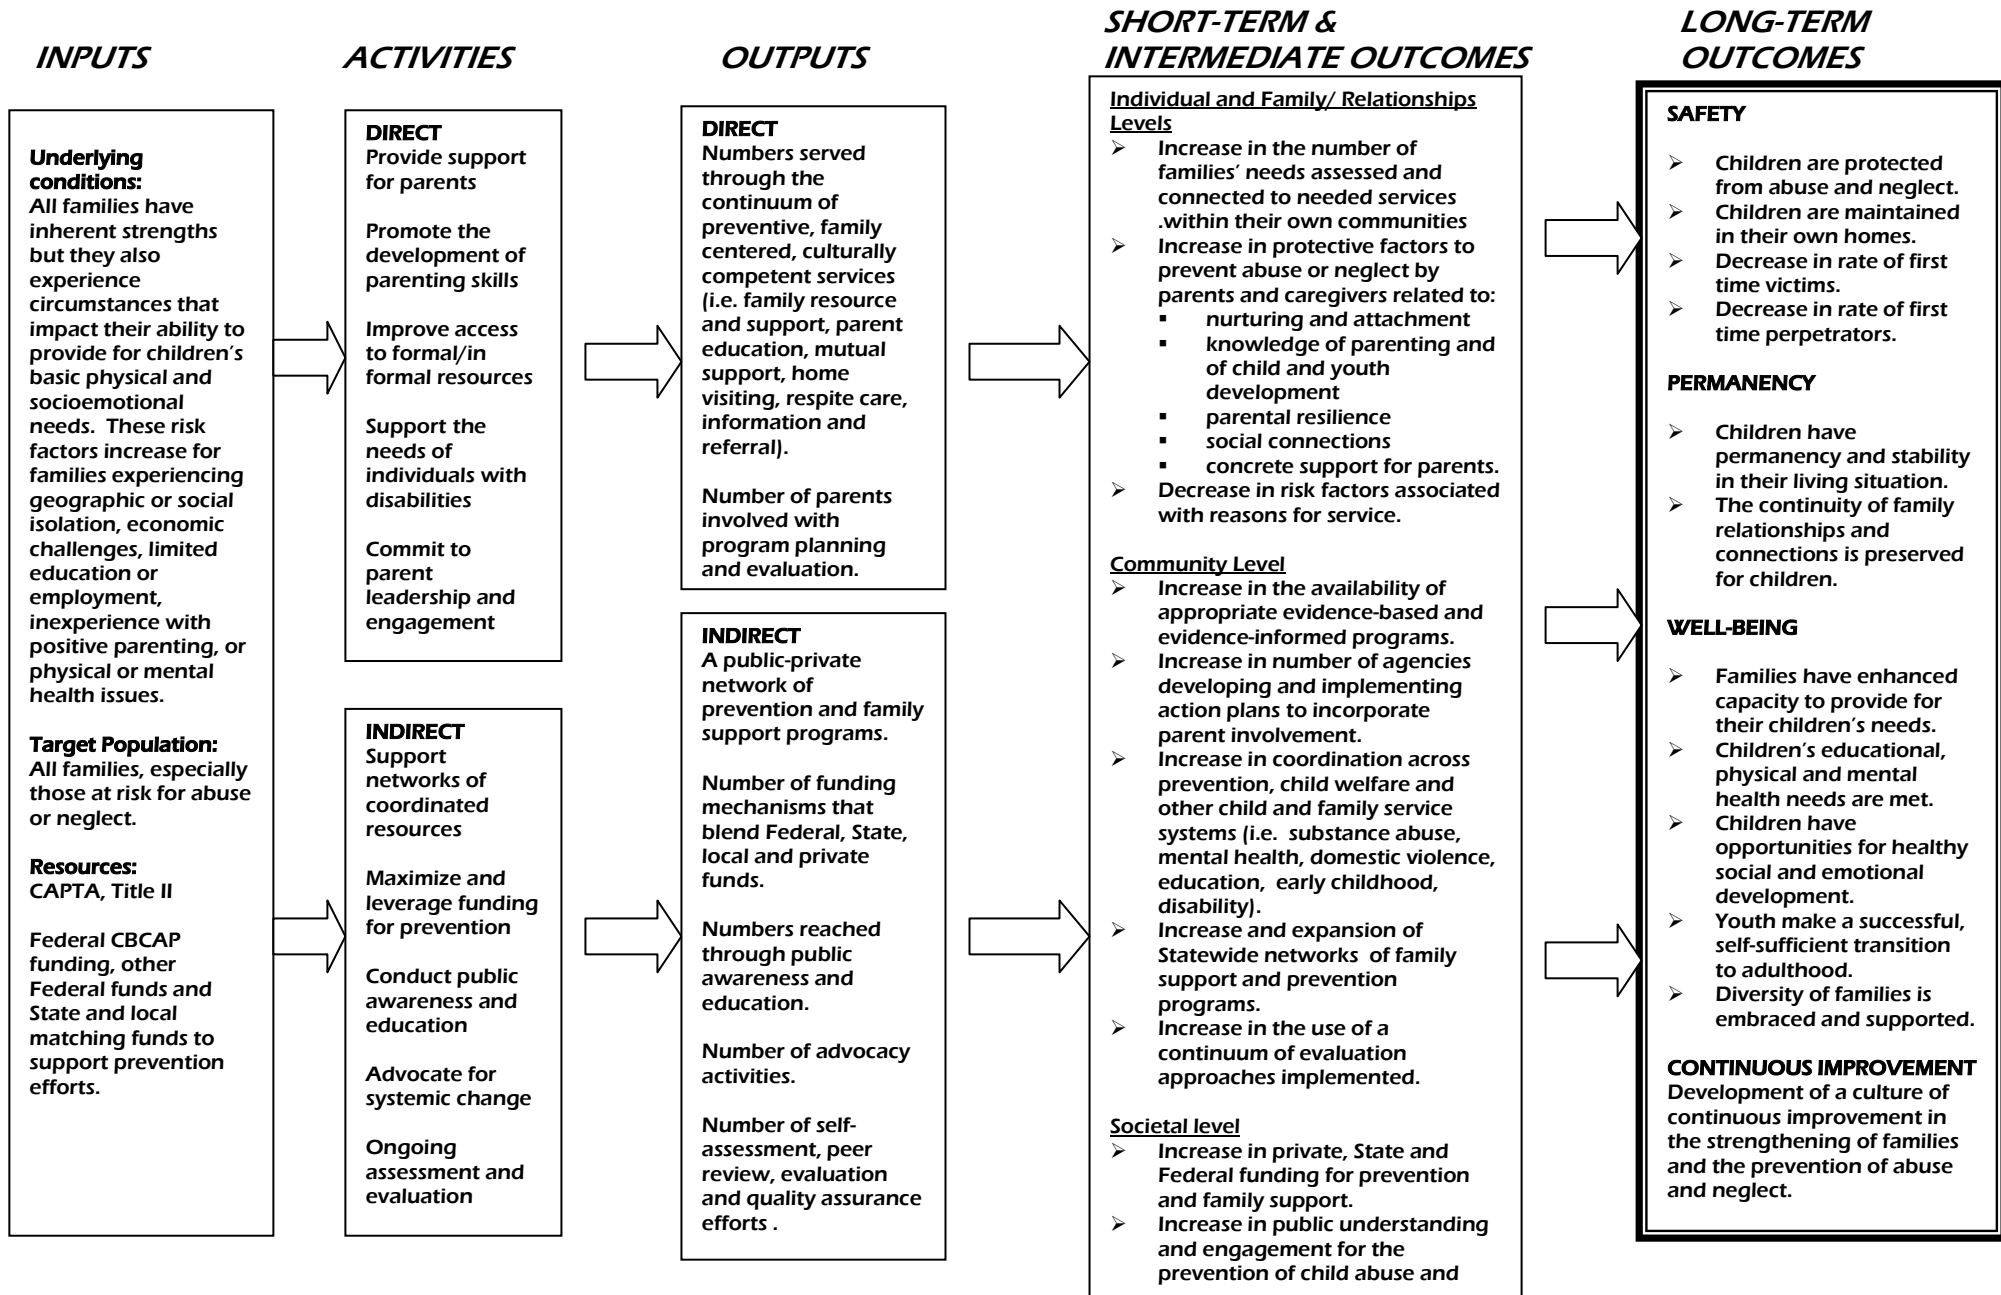 INPUTS
ACTIVITIES
OUTPUTS
SHORT-TERM &
INTERMEDIATE OUTCOMES
LONG-TERM
OUTCOMES
Underlying
conditions:
All families have
inherent strengths
but they also
experience
circumstances that
impact their ability to
provide for children's
basic physical and
socioemotional
needs. These risk
factors increase for
families experiencing
geographic or social
isolation, economic
challenges, limited
education or
employment,
inexperience with
positive parenting, or
physical or mental
health issues.
Target Population:
All families, especially
those at risk for abuse
or neglect.
Resources:
CAPTA, Title II
Federal CBCAP
funding, other
Federal funds and
State and local
matching funds to
support prevention
efforts.
DIRECT
Provide support
for parents
Promote the
development of
parenting skills
Improve access
to formal/in
formal resources
Support the
needs of
individuals with
disabilities
Commit to
parent
leadership and
engagement
INDIRECT
Support
networks of
coordinated
resources
Maximize and
leverage funding
for prevention
Conduct public
awareness and
education
Advocate for
systemic change
Ongoing
assessment and
evaluation
DIRECT
Numbers served
through the
continuum of
preventive, family
centered, culturally
competent services
(i.e. family resource
and support, parent
education, mutual
support, home
visiting, respite care,
information and
referral).
Number of parents
involved with
program planning
and evaluation.
INDIRECT
A public-private
network of
prevention and family
support programs.
Number of funding
mechanisms that
blend Federal, State,
local and private
funds.
Numbers reached
through public
awareness and
education.
Number of advocacy
activities.
Number of self-
assessment, peer
review, evaluation
and quality assurance
efforts .
Individual and Family/ Relationships
Levels
➢ Increase in the number of
families' needs assessed and
connected to needed services
.within their own communities
➢ Increase in protective factors to
prevent abuse or neglect by
parents and caregivers related to:
▪ nurturing and attachment
▪ knowledge of parenting and
of child and youth
development
▪ parental resilience
▪ social connections
▪ concrete support for parents.
➢ Decrease in risk factors associated
with reasons for service.
Community Level
➢ Increase in the availability of
appropriate evidence-based and
evidence-informed programs.
➢ Increase in number of agencies
developing and implementing
action plans to incorporate
parent involvement.
➢ Increase in coordination across
prevention, child welfare and
other child and family service
systems (i.e. substance abuse,
mental health, domestic violence,
education, early childhood,
disability).
➢ Increase and expansion of
Statewide networks of family
support and prevention
programs.
➢ Increase in the use of a
continuum of evaluation
approaches implemented.
Societal level
➢ Increase in private, State and
Federal funding for prevention
and family support.
➢ Increase in public understanding
and engagement for the
prevention of child abuse and
SAFETY
➢ Children are protected
from abuse and neglect.
➢ Children are maintained
in their own homes.
➢ Decrease in rate of first
time victims.
➢ Decrease in rate of first
time perpetrators.
PERMANENCY
➢ Children have
permanency and stability
in their living situation.
➢ The continuity of family
relationships and
connections is preserved
for children.
WELL-BEING
➢ Families have enhanced
capacity to provide for
their children's needs.
➢ Children's educational,
physical and mental
health needs are met.
➢ Children have
opportunities for healthy
social and emotional
development.
➢ Youth make a successful,
self-sufficient transition
to adulthood.
➢ Diversity of families is
embraced and supported.
CONTINUOUS IMPROVEMENT
Development of a culture of
continuous improvement in
the strengthening of families
and the prevention of abuse
and neglect.